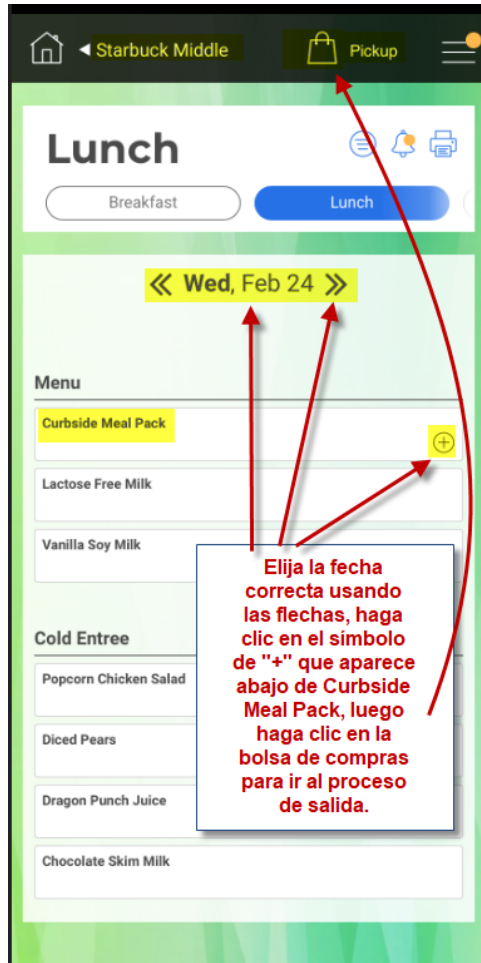 Starbuck Middle Pickup
Lunch
Breakfast Lunch
Wed, Feb 24
Menu
Curbside Meal Pack
Lactose Free Milk
Vanilla Soy Milk
Elija la fecha
correcta usando
las flechas, haga
clic en el símbolo
de "+" que aparece
abajo de Curbside
Meal Pack, luego
haga clic en la
bolsa de compras
para ir al proceso
de salida.
Cold Entree
Popcorn Chicken Salad
Diced Pears
Dragon Punch Juice
Chocolate Skim Milk